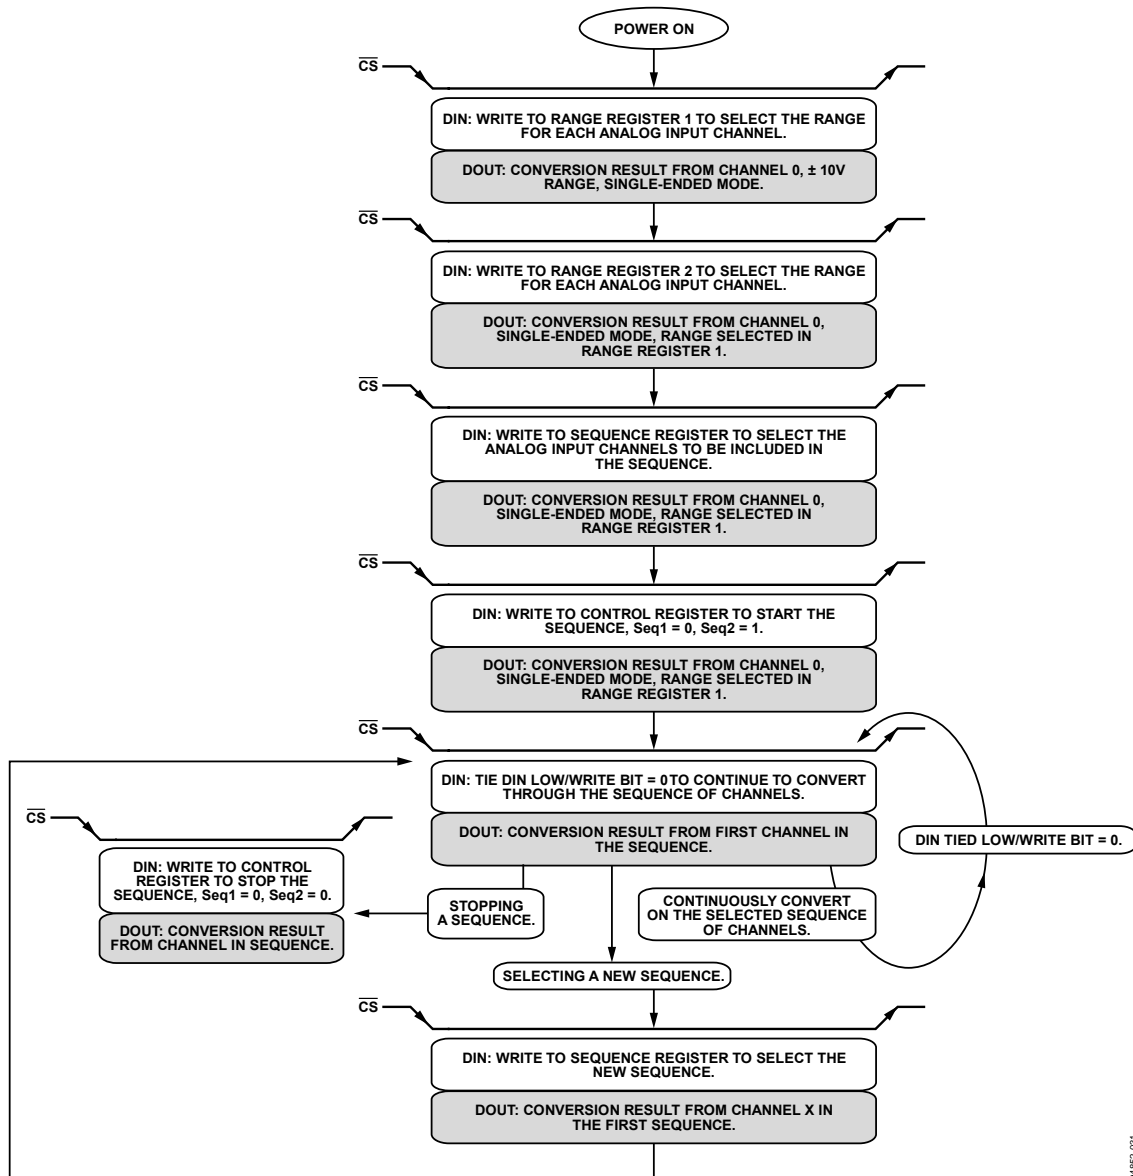 POWER ON
CS
DIN: WRITE TO RANGE REGISTER 1 TO SELECT THE RANGE
FOR EACH ANALOG INPUT CHANNEL.
DOUT: CONVERSION RESULT FROM CHANNEL 0, ± 10V
RANGE, SINGLE-ENDED MODE.
CS
DIN: WRITE TO RANGE REGISTER 2 TO SELECT THE RANGE
FOR EACH ANALOG INPUT CHANNEL.
DOUT: CONVERSION RESULT FROM CHANNEL 0,
SINGLE-ENDED MODE, RANGE SELECTED IN
RANGE REGISTER 1.
CS
DIN: WRITE TO SEQUENCE REGISTER TO SELECT THE
ANALOG INPUT CHANNELS TO BE INCLUDED IN
THE SEQUENCE.
DOUT: CONVERSION RESULT FROM CHANNEL 0,
SINGLE-ENDED MODE, RANGE SELECTED IN
RANGE REGISTER 1.
CS
DIN: WRITE TO CONTROL REGISTER TO START THE
SEQUENCE, Seq1 = 0, Seq2 = 1.
DOUT: CONVERSION RESULT FROM CHANNEL 0,
SINGLE-ENDED MODE, RANGE SELECTED IN
RANGE REGISTER 1.
CS
DIN: TIE DIN LOW/WRITE BIT = 0 TO CONTINUE TO CONVERT
THROUGH THE SEQUENCE OF CHANNELS.
DOUT: CONVERSION RESULT FROM FIRST CHANNEL IN
THE SEQUENCE.
DIN TIED LOW/WRITE BIT = 0.
CS
DIN: WRITE TO CONTROL
REGISTER TO STOP THE
SEQUENCE, Seq1 = 0, Seq2 = 0.
DOUT: CONVERSION RESULT
FROM CHANNEL IN SEQUENCE.
STOPPING
A SEQUENCE.
CONTINUOUSLY CONVERT
ON THE SELECTED SEQUENCE
OF CHANNELS.
SELECTING A NEW SEQUENCE.
CS
DIN: WRITE TO SEQUENCE REGISTER TO SELECT THE
NEW SEQUENCE.
DOUT: CONVERSION RESULT FROM CHANNEL X IN
THE FIRST SEQUENCE.